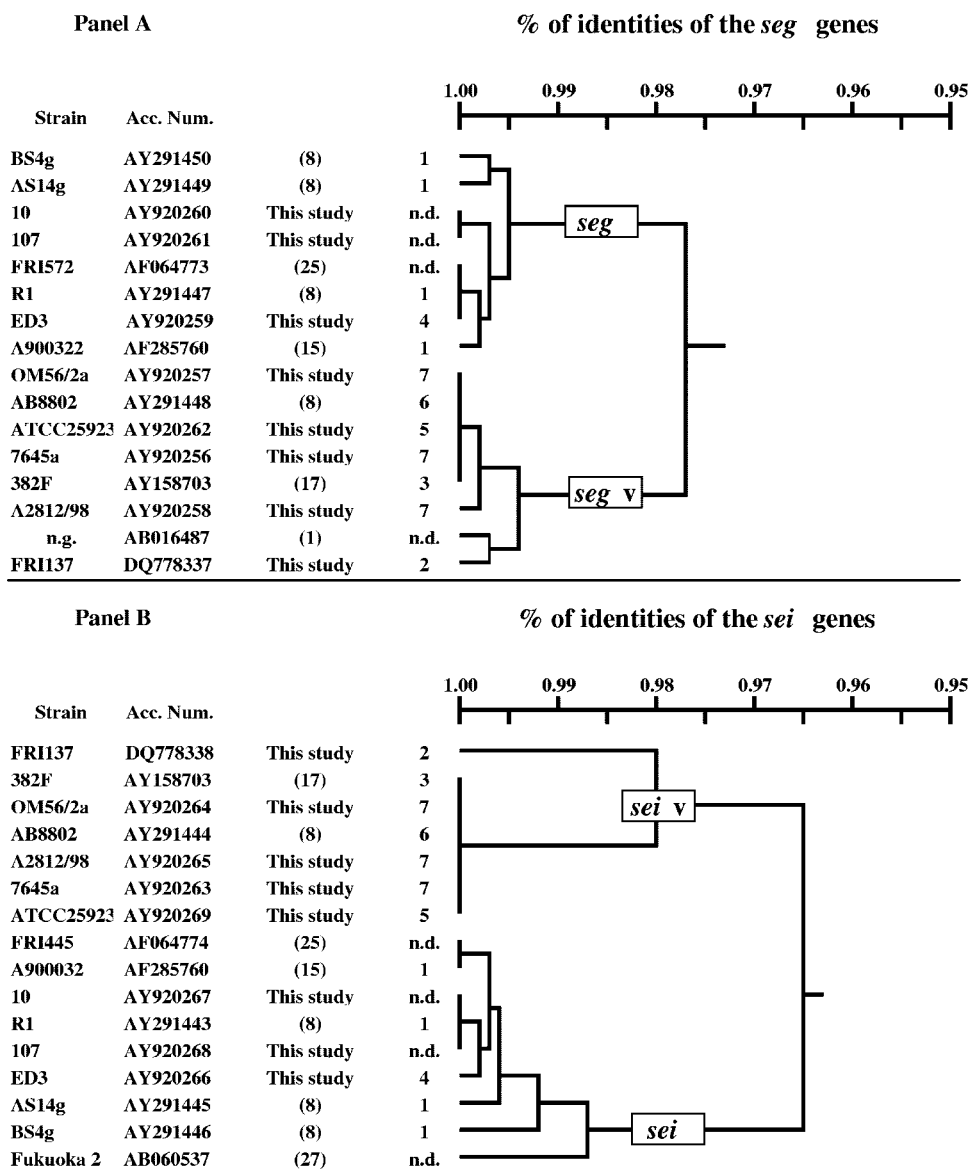 Panel A % of identities of the seg genes
1.00 0.99 0.98 0.97 0.96 0.95
Strain Acc. Num.
BS4g AY291450 (8) 1
AS14g AY291449 (8) 1
10 AY920260 This study n.d.
107 AY920261 This study n.d.
seg
FRI572 AF064773 (25) n.d.
R1 AY291447 (8) 1
ED3 AY920259 This study 4
A900322 AF285760 (15) 1
OM56/2a AY920257 This study 7
AB8802 AY291448 (8) 6
ATCC25923 AY920262 This study 5
7645a AY920256 This study 7
382F AY158703 (17) 3
seg v
A2812/98 AY920258 This study 7
n.g. AB016487 (1) n.d.
FRI137 DQ778337 This study 2
Panel B % of identities of the sei genes
1.00 0.99 0.98 0.97 0.96 0.95
Strain Acc. Num.
FRI137 DQ778338 This study 2
382F AY158703 (17) 3
OM56/2a AY920264 This study 7
sei v
AB8802 AY291444 (8) 6
A2812/98 AY920265 This study 7
7645a AY920263 This study 7
ATCC25923 AY920269 This study 5
FRI445 AF064774 (25) n.d.
A900032 AF285760 (15) 1
10 AY920267 This study n.d.
R1 AY291443 (8) 1
107 AY920268 This study n.d.
ED3 AY920266 This study 4
AS14g AY291445 (8) 1
BS4g AY291446 (8) 1
sei
Fukuoka 2 AB060537 (27) n.d.